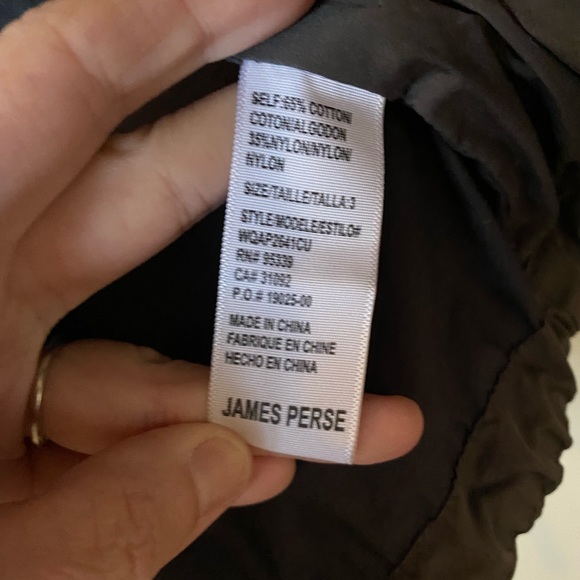 SELF:65% COTTON/
COTON/ALGODON
35%NYLON/NYLON/
NYLON
SIZE/TAILLE/TALLA:3
STYLE/MODELE/ESTILO#
WQAP2641CU
RN# 95339
CA# 31092
P.O.# 19025-00
MADE IN CHINA
FABRIQUE EN CHINE
HECHO EN CHINA
JAMES PERSE